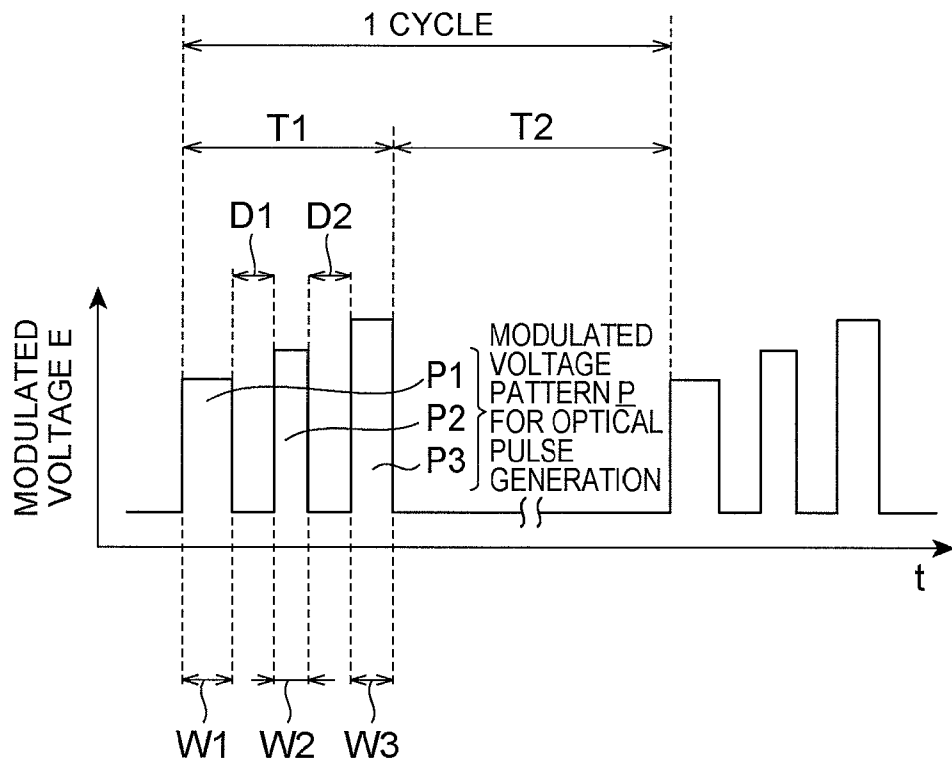 1 CYCLE
T1
T2
D1
D2
MODULATED
VOLTAGE E
P1
P2
P3
MODULATED
VOLTAGE
PATTERN P
FOR OPTICAL
PULSE
GENERATION
t
W1
W2
W3